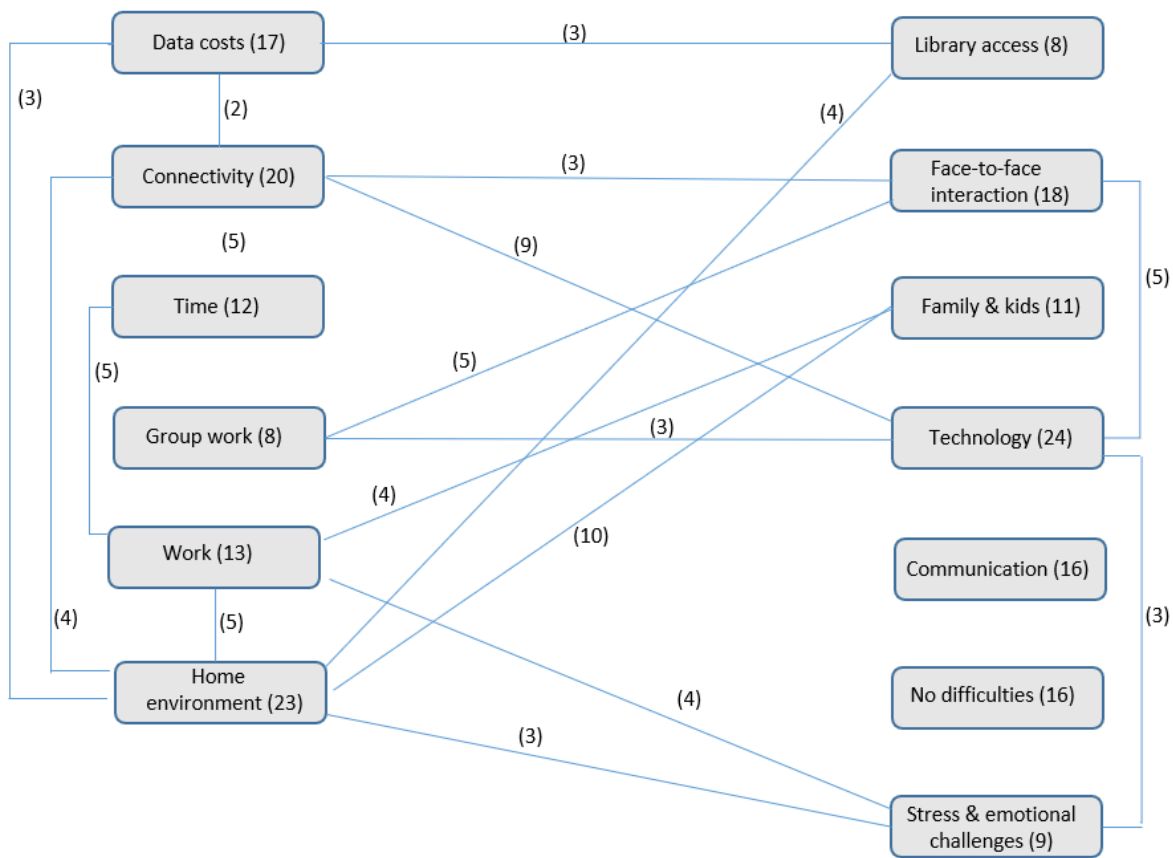 Data costs (17)
(3)
Library access (8)
(3)
(2)
(4)
Connectivity (20)
(3)
Face-to-face
interaction (18)
(5)
(9)
(5)
Time (12)
Family & kids (11)
(5)
(5)
Group work (8)
(3)
Technology (24)
(4)
(10)
Work (13)
Communication (16)
(4)
(5)
(3)
Home
environment (23)
(4)
No difficulties (16)
(3)
Stress & emotional
challenges (9)